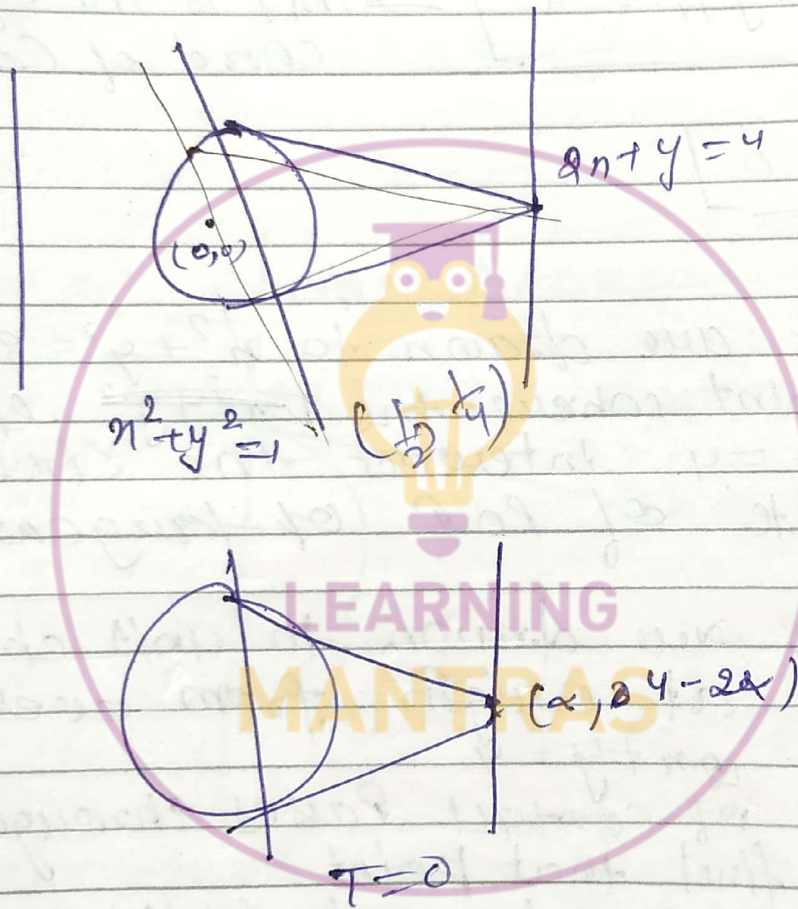 2x + y = 4
(0,0)
x² + y² = 1
(1/2, 1/4)
LEARNING
MANTRAS
(α, 4 - 2α)
T = 0